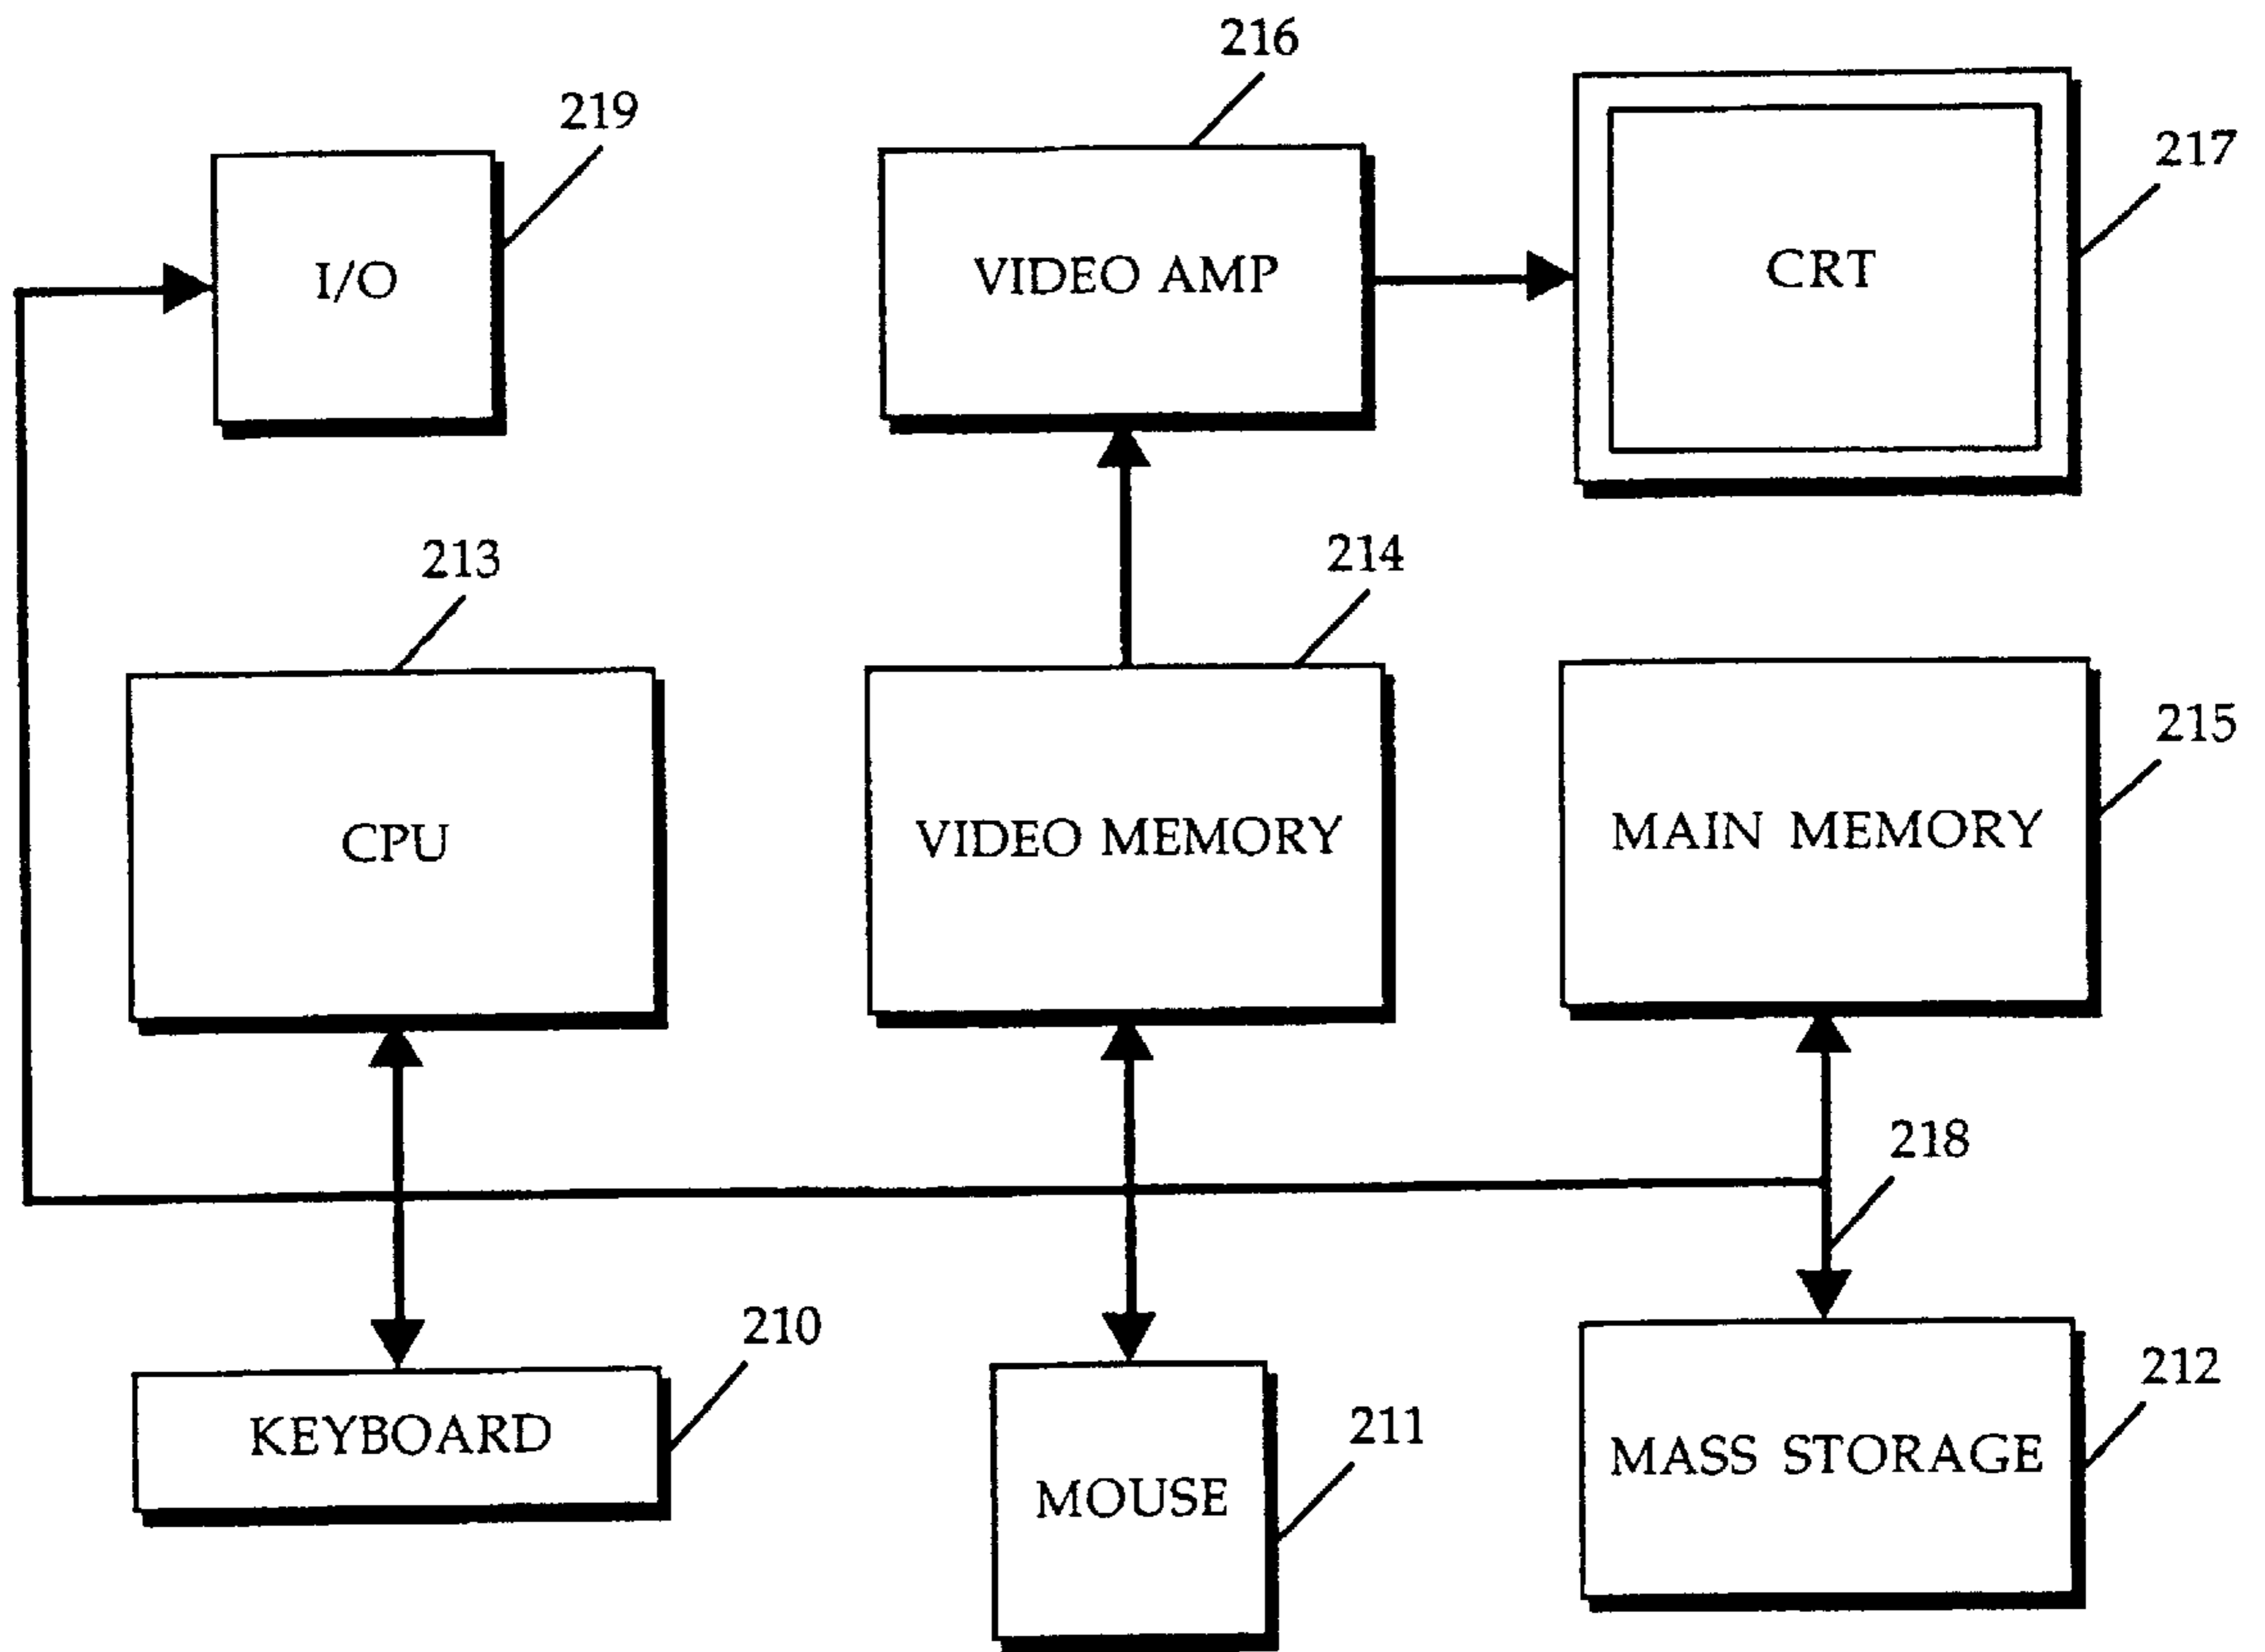 216
219
217
I/O
VIDEO AMP
CRT
213
214
215
CPU
VIDEO MEMORY
MAIN MEMORY
218
210
212
211
KEYBOARD
MOUSE
MASS STORAGE